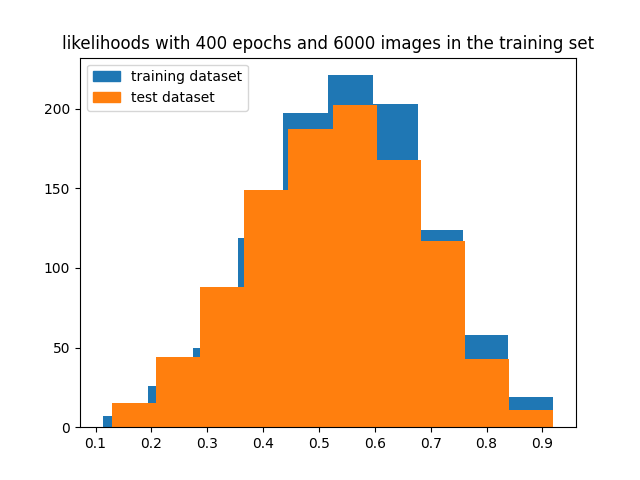 likelihoods with 400 epochs and 6000 images in the training set
training dataset
test dataset
200
150
100
50
0
0.1 0.2 0.3 0.4 0.5 0.6 0.7 0.8 0.9